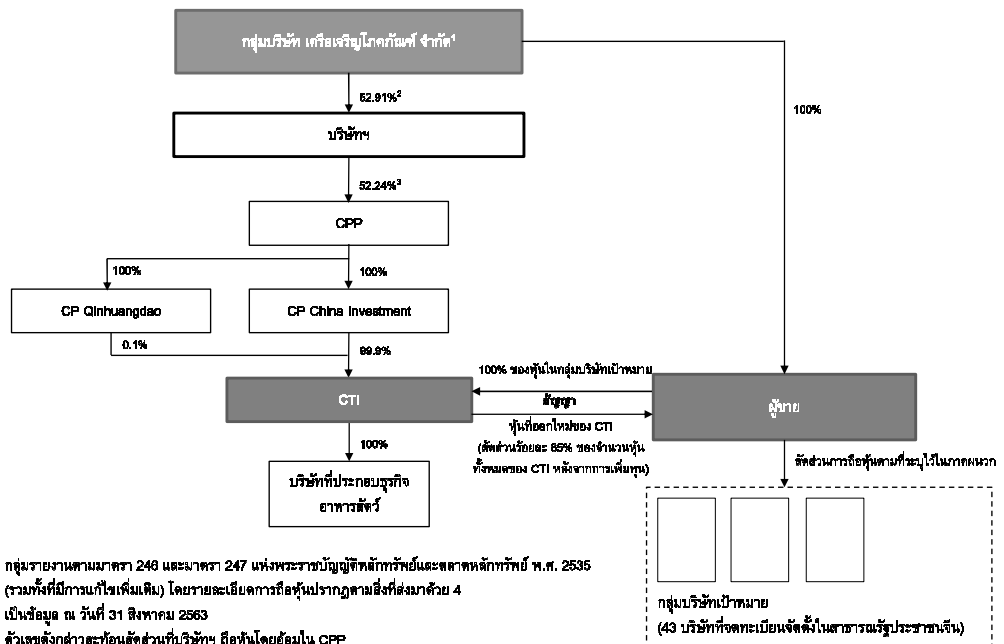 กลุ่มบริษัท เครือเจริญโภคภัณฑ์ จำกัด¹
52.91%²
100%
บริษัทฯ
52.24%³
CPP
100%
100%
CP Qinhuangdao
CP China Investment
0.1%
99.9%
100% ของหุ้นในกลุ่มบริษัทเป้าหมาย
CTI
สัญญา
ผู้ขาย
หุ้นที่ออกใหม่ของ CTI
(สัดส่วนร้อยละ 65% ของจำนวนหุ้น
ทั้งหมดของ CTI หลังจากการเพิ่มทุน)
100%
สัดส่วนการถือหุ้นตามที่ระบุไว้ในภาคผนวก
บริษัทที่ประกอบธุรกิจ
อาหารสัตว์
กลุ่มรายงานตามมาตรา 246 และมาตรา 247 แห่งพระราชบัญญัติหลักทรัพย์และตลาดหลักทรัพย์ พ.ศ. 2535
(รวมทั้งที่มีการแก้ไขเพิ่มเติม) โดยรายละเอียดการถือหุ้นปรากฏตามสิ่งที่ส่งมาด้วย 4
เป็นข้อมูล ณ วันที่ 31 สิงหาคม 2563
ตัวเลขดังกล่าวสะท้อนสัดส่วนที่บริษัทฯ ถือหุ้นโดยอ้อมใน CPP
กลุ่มบริษัทเป้าหมาย
(43 บริษัทที่จดทะเบียนจัดตั้งในสาธารณรัฐประชาชนจีน)